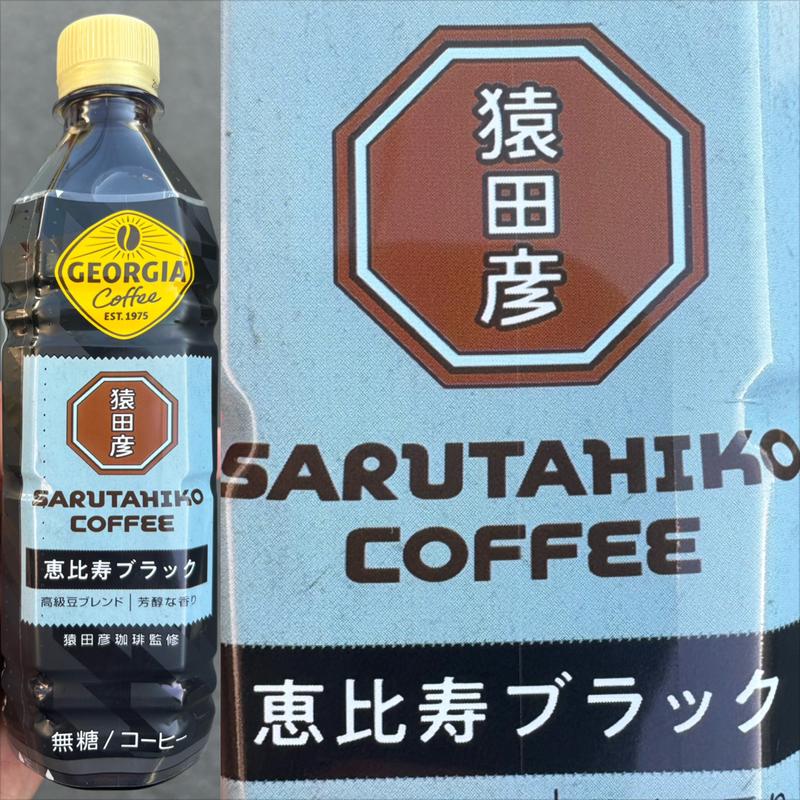 GEORGIA
Coffee
EST. 1975
猿田彦
SARUTAHIKO
COFFEE
恵比寿ブラック
高級豆ブレンド | 芳醇な香り
猿田彦珈琲監修
無糖/コーヒー
猿田彦
SARUTAHIKO
COFFEE
恵比寿ブラック